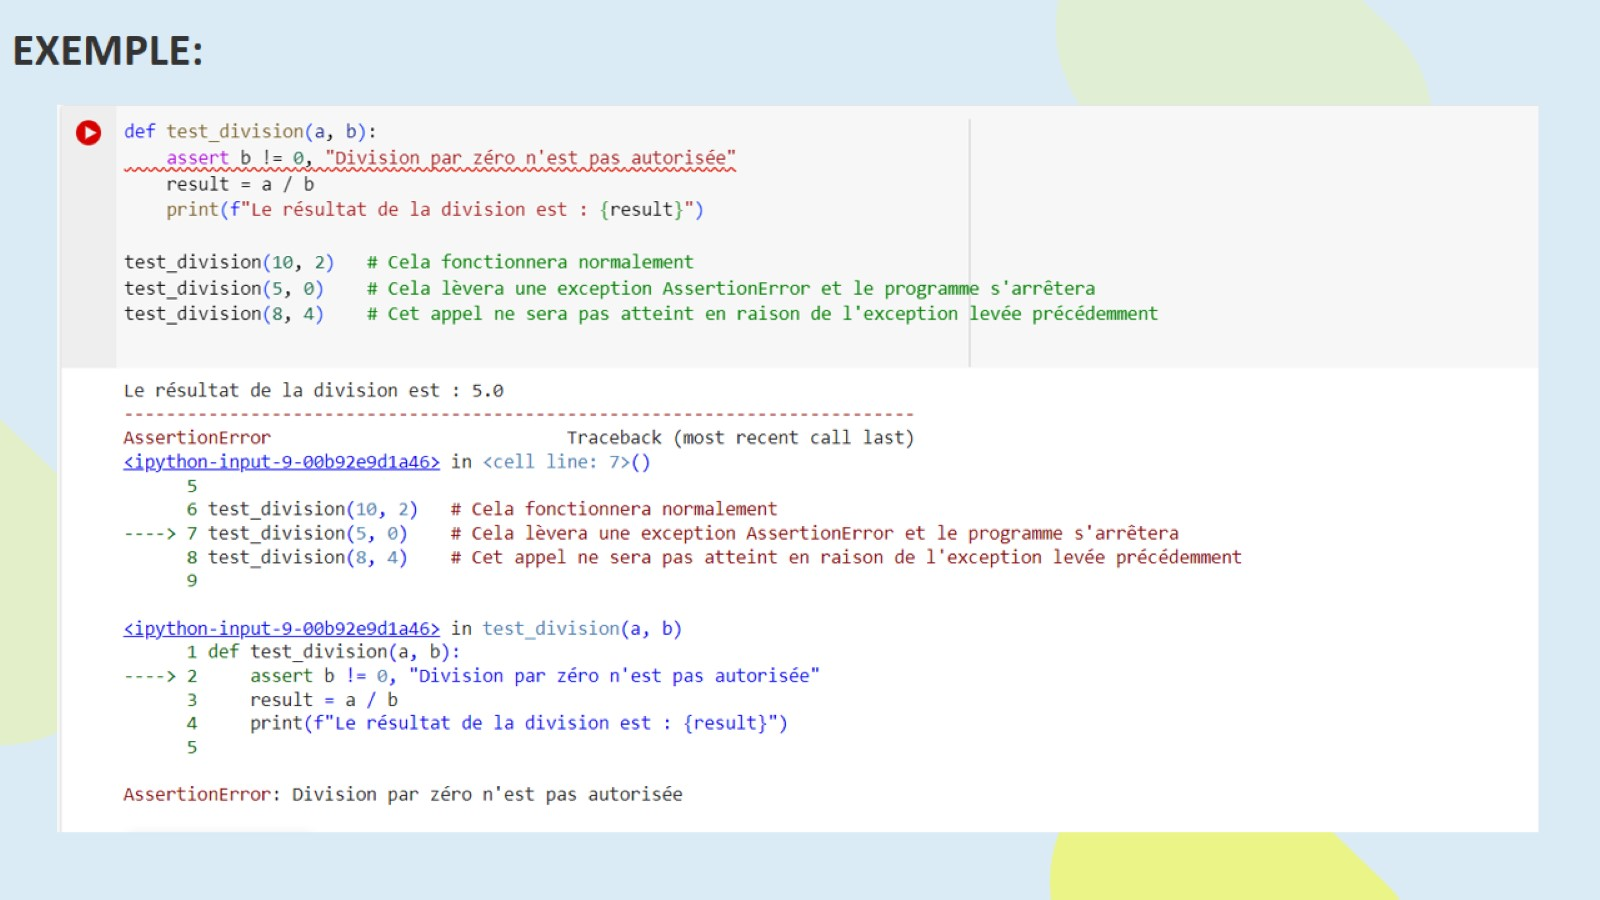 EXEMPLE:
def test_division(a, b):
    assert b != 0, "Division par zéro n'est pas autorisée"
    result = a / b
    print(f"Le résultat de la division est : {result}")
test_division(10, 2)   # Cela fonctionnera normalement
test_division(5, 0)    # Cela lèvera une exception AssertionError et le programme s'arrêtera
test_division(8, 4)    # Cet appel ne sera pas atteint en raison de l'exception levée précédemment
Le résultat de la division est : 5.0
---------------------------------------------------------------------------
AssertionError                            Traceback (most recent call last)
<ipython-input-9-00b92e9d1a46> in <cell line: 7>()
      5
      6 test_division(10, 2)   # Cela fonctionnera normalement
----> 7 test_division(5, 0)    # Cela lèvera une exception AssertionError et le programme s'arrêtera
      8 test_division(8, 4)    # Cet appel ne sera pas atteint en raison de l'exception levée précédemment
      9
<ipython-input-9-00b92e9d1a46> in test_division(a, b)
      1 def test_division(a, b):
----> 2     assert b != 0, "Division par zéro n'est pas autorisée"
      3     result = a / b
      4     print(f"Le résultat de la division est : {result}")
      5
AssertionError: Division par zéro n'est pas autorisée